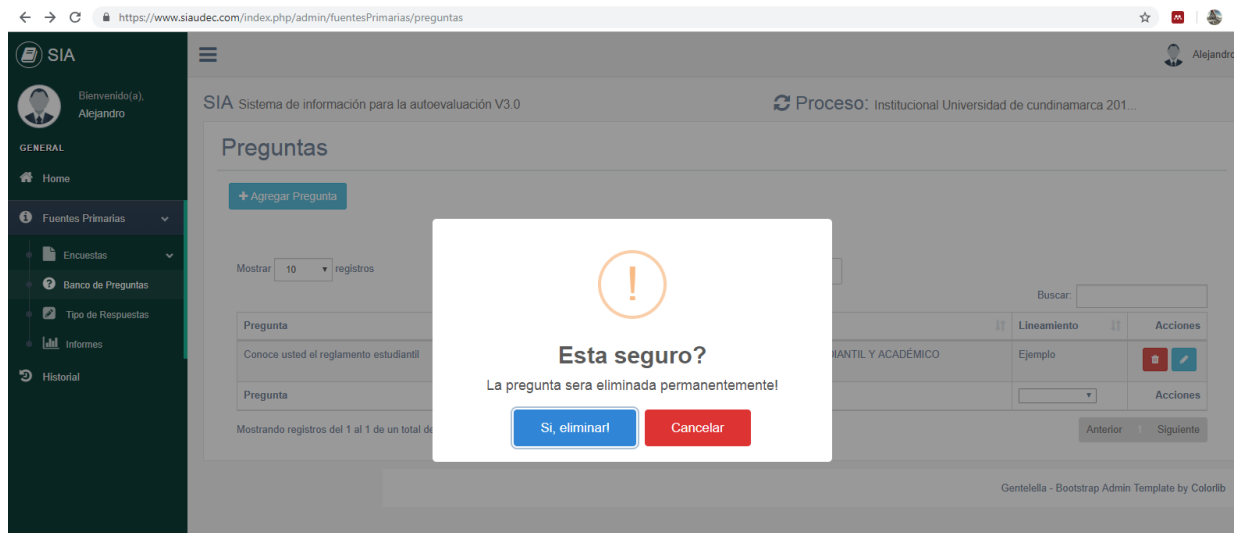 https://www.siaudec.com/index.php/admin/fuentesPrimarias/preguntas
SIA
Alejandro
Bienvenido(a),
Alejandro
SIA Sistema de información para la autoevaluación V3.0
Proceso: Institucional Universidad de cundinamarca 201...
GENERAL
Home
Fuentes Primarias
Encuestas
Banco de Preguntas
Tipo de Respuestas
Informes
Historial
Preguntas
+ Agregar Pregunta
Mostrar 10 registros
Buscar:
Pregunta Lineamiento Acciones
Conoce usted el reglamento estudiantil IANTIL Y ACADÉMICO Ejemplo
Pregunta Acciones
Mostrando registros del 1 al 1 de un total de
Anterior 1 Siguiente
!
Esta seguro?
La pregunta sera eliminada permanentemente!
Si, eliminar!
Cancelar
Gentelella - Bootstrap Admin Template by Colorlib